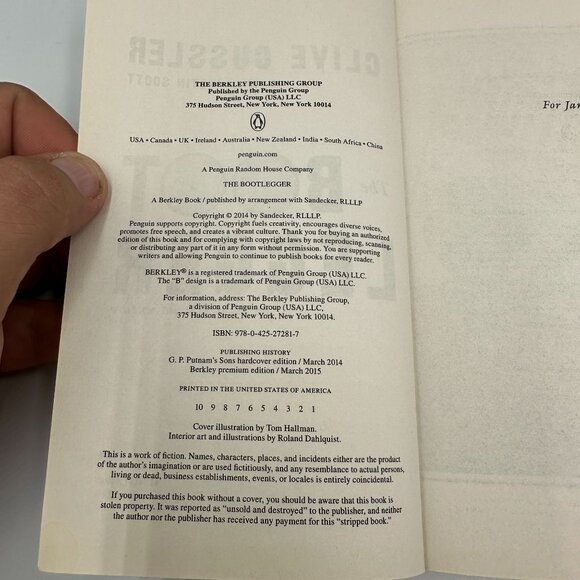 THE BERKLEY PUBLISHING GROUP
Published by the Penguin Group
Penguin Group (USA) LLC
375 Hudson Street, New York, New York 10014
USA • Canada • UK • Ireland • Australia • New Zealand • India • South Africa • China
penguin.com
A Penguin Random House Company
THE BOOTLEGGER
A Berkley Book / published by arrangement with Sandecker, RLLLP
Copyright © 2014 by Sandecker, RLLLP.
Penguin supports copyright. Copyright fuels creativity, encourages diverse voices,
promotes free speech, and creates a vibrant culture. Thank you for buying an authorized
edition of this book and for complying with copyright laws by not reproducing, scanning,
or distributing any part of it in any form without permission. You are supporting
writers and allowing Penguin to continue to publish books for every reader.
BERKLEY® is a registered trademark of Penguin Group (USA) LLC.
The “B” design is a trademark of Penguin Group (USA) LLC.
For information, address: The Berkley Publishing Group,
a division of Penguin Group (USA) LLC,
375 Hudson Street, New York, New York 10014.
ISBN: 978-0-425-27281-7
PUBLISHING HISTORY
G. P. Putnam's Sons hardcover edition / March 2014
Berkley premium edition / March 2015
PRINTED IN THE UNITED STATES OF AMERICA
10 9 8 7 6 5 4 3 2 1
Cover illustration by Tom Hallman.
Interior art and illustrations by Roland Dahlquist.
This is a work of fiction. Names, characters, places, and incidents either are the product
of the author's imagination or are used fictitiously, and any resemblance to actual persons,
living or dead, business establishments, events, or locales is entirely coincidental.
If you purchased this book without a cover, you should be aware that this book is
stolen property. It was reported as “unsold and destroyed” to the publisher, and neither
the author nor the publisher has received any payment for this “stripped book.”
For Jan